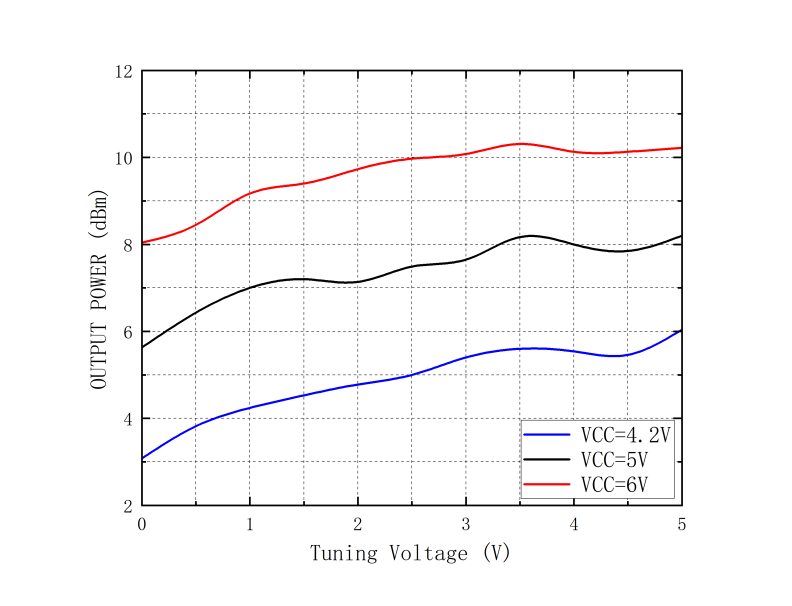 12
10
8
6
4
2
OUTPUT POWER (dBm)
0 1 2 3 4 5
Tuning Voltage (V)
VCC=4.2V
VCC=5V
VCC=6V